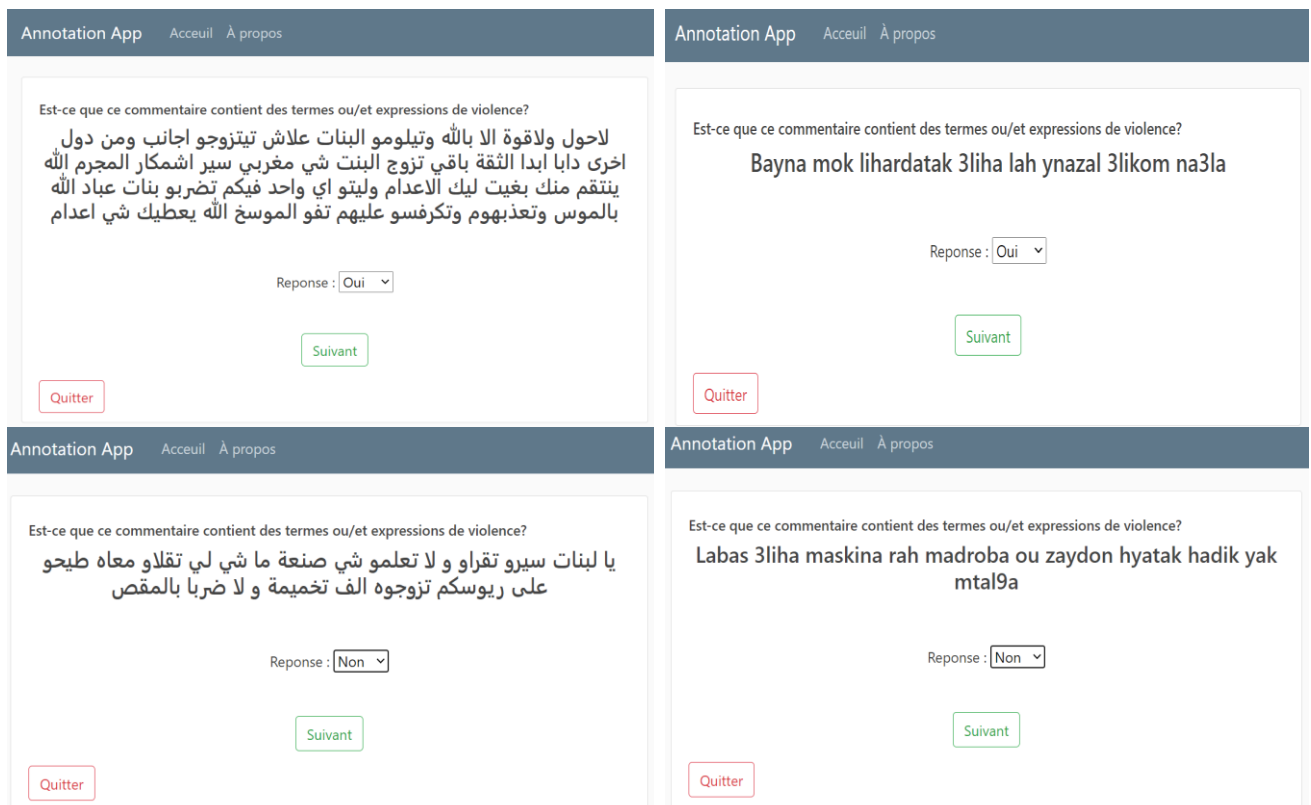 Annotation App Acceuil À propos
Est-ce que ce commentaire contient des termes ou/et expressions de violence?
لاحول ولاقوة الا بالله وتيلومو البنات علاش تيتزوجو اجانب ومن دول
اخرى دابا ابدا الثقة باقي تزوج البنت شي مغربي سير اشمكار المجرم الله
ينتقم منك بغيت ليك الاعدام وليتو اي واحد فيكم تضربو بنات عباد الله
بالموس وتعذبهوم وتكرفسو عليهم تفو الموسخ الله يعطيك شي اعدام
Reponse : Oui
Suivant
Quitter
Annotation App Acceuil À propos
Est-ce que ce commentaire contient des termes ou/et expressions de violence?
Bayna mok lihardatak 3liha lah ynazal 3likom na3la
Reponse : Oui
Suivant
Quitter
Annotation App Acceuil À propos
Est-ce que ce commentaire contient des termes ou/et expressions de violence?
يا لبنات سيرو تقراو و لا تعلمو شي صنعة ما شي لي تقلاو معاه طيحو
على ريوسكم تزوجوه الف تخميمة و لا ضربا بالمقص
Reponse : Non
Suivant
Quitter
Annotation App Acceuil À propos
Est-ce que ce commentaire contient des termes ou/et expressions de violence?
Labas 3liha maskina rah madroba ou zaydon hyatak hadik yak
mtal9a
Reponse : Non
Suivant
Quitter